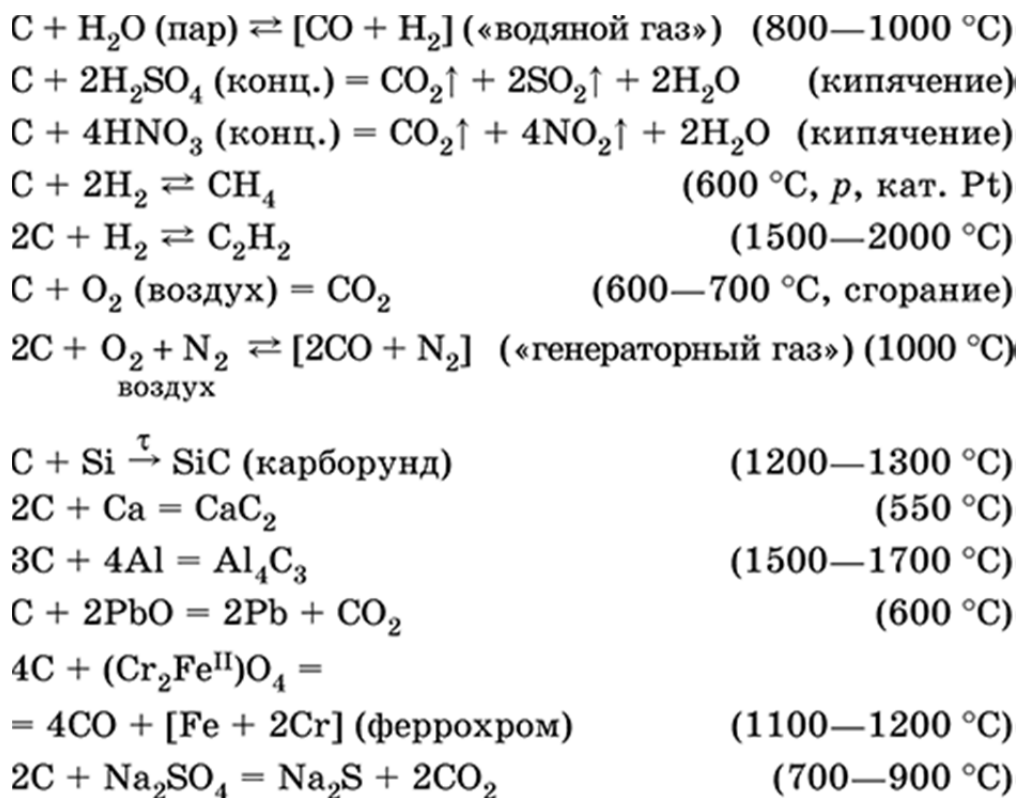 C + H₂O (пар) ⇄ [CO + H₂] («водяной газ») (800—1000 °C)
C + 2H₂SO₄ (конц.) = CO₂↑ + 2SO₂↑ + 2H₂O (кипячение)
C + 4HNO₃ (конц.) = CO₂↑ + 4NO₂↑ + 2H₂O (кипячение)
C + 2H₂ ⇄ CH₄ (600 °C, p, кат. Pt)
2C + H₂ ⇄ C₂H₂ (1500—2000 °C)
C + O₂ (воздух) = CO₂ (600—700 °C, сгорание)
2C + O₂ + N₂ ⇄ [2CO + N₂] («генераторный газ») (1000 °C)
воздух
τ
C + Si → SiC (карборунд) (1200—1300 °C)
2C + Ca = CaC₂ (550 °C)
3C + 4Al = Al₄C₃ (1500—1700 °C)
C + 2PbO = 2Pb + CO₂ (600 °C)
4C + (Cr₂Feᴵᴵ)O₄ =
= 4CO + [Fe + 2Cr] (феррохром) (1100—1200 °C)
2C + Na₂SO₄ = Na₂S + 2CO₂ (700—900 °C)